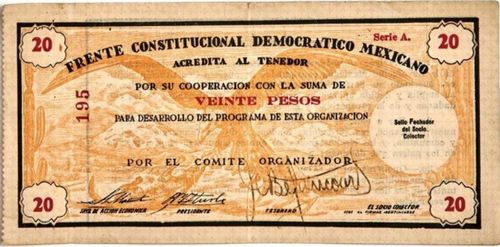 20 Serie A. 20
FRENTE CONSTITUCIONAL DEMOCRATICO MEXICANO
ACREDITA AL TENEDOR
POR SU COOPERACION CON LA SUMA DE
VEINTE PESOS
PARA DESARROLLO DEL PROGRAMA DE ESTA ORGANIZACION
195
Sello Fechador
del Socio
Colector
POR EL COMITE ORGANIZADOR
20 20
SRIO. DE ACCION ECONOMICA PRESIDENTE TESORERO EL SOCIO COLECTOR